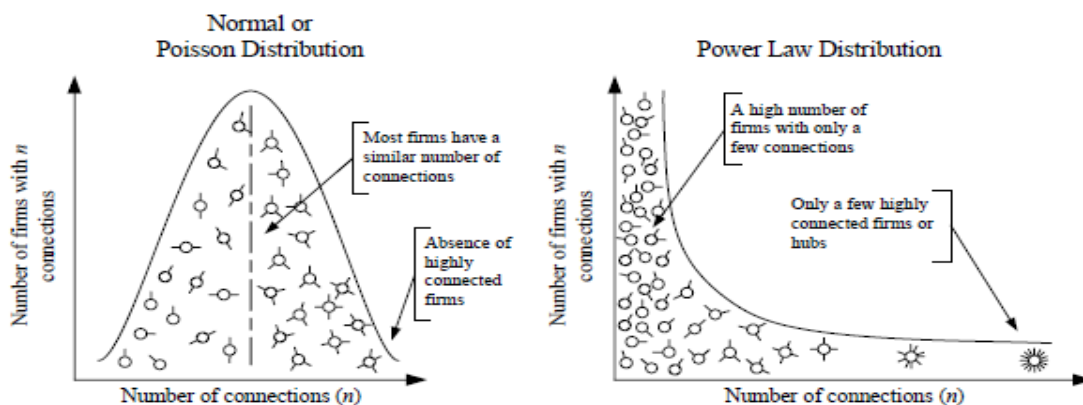 Normal or
Poisson Distribution
Number of firms with n
connections
Most firms have a
similar number of
connections
Absence of
highly
connected
firms
Number of connections (n)
Power Law Distribution
Number of firms with n
connections
A high number of
firms with only a
few connections
Only a few highly
connected firms or
hubs
Number of connections (n)